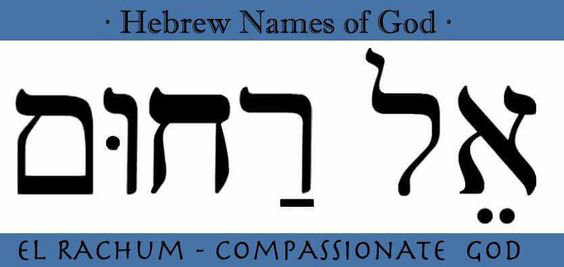 · Hebrew Names of God ·
אֵל רַחוּם
EL RACHUM - COMPASSIONATE GOD